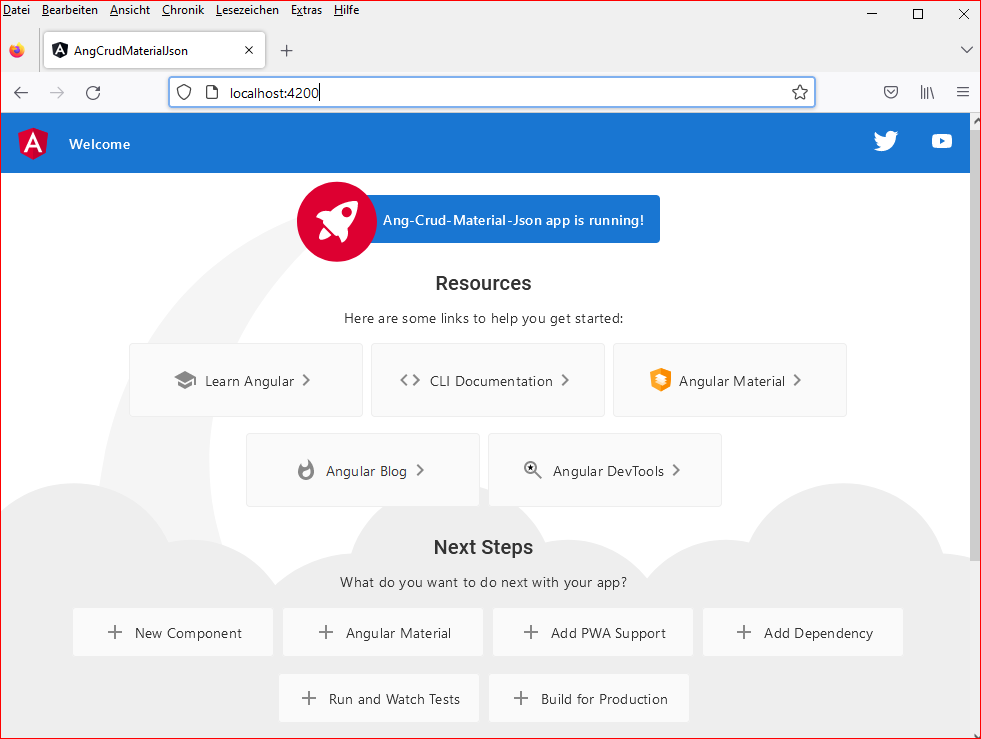 Datei Bearbeiten Ansicht Chronik Lesezeichen Extras Hilfe
AngCrudMaterialJson
localhost:4200
A Welcome
Ang-Crud-Material-Json app is running!
Resources
Here are some links to help you get started:
Learn Angular
CLI Documentation
Angular Material
Angular Blog
Angular DevTools
Next Steps
What do you want to do next with your app?
New Component
Angular Material
Add PWA Support
Add Dependency
Run and Watch Tests
Build for Production